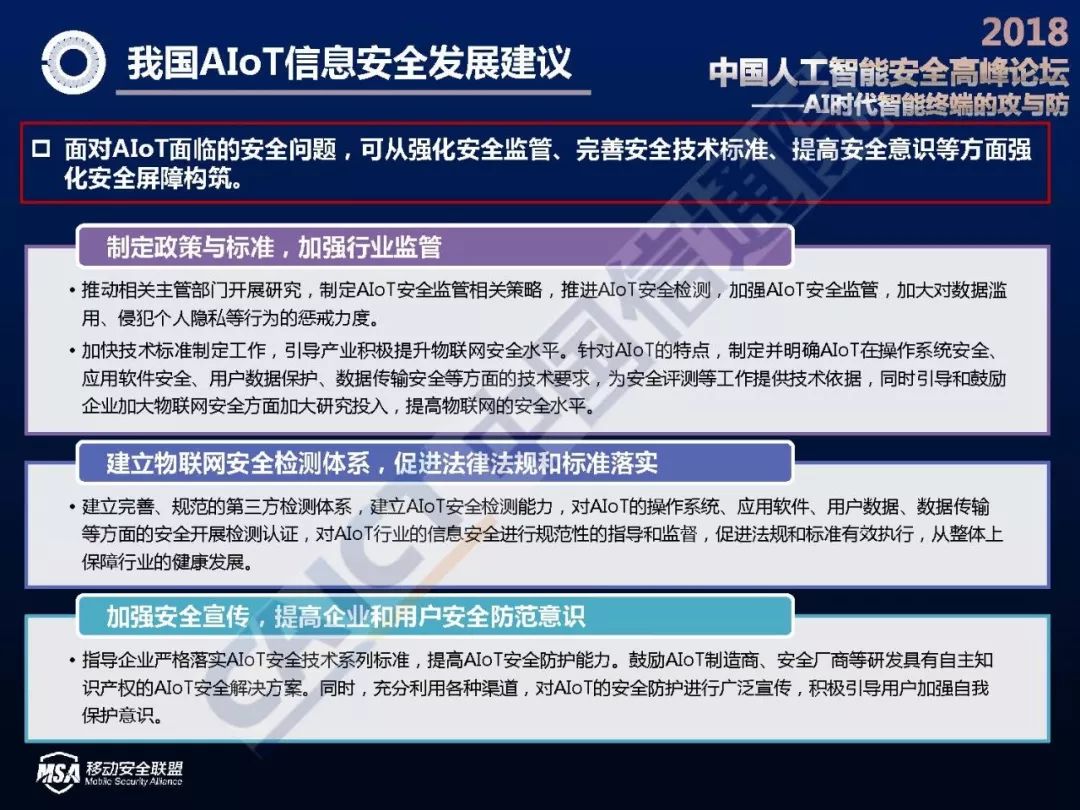 我国AIoT信息安全发展建议
2018
中国人工智能安全高峰论坛
——AI时代智能终端的攻与防
面对AIoT面临的安全问题，可从强化安全监管、完善安全技术标准、提高安全意识等方面强
化安全屏障构筑。
制定政策与标准，加强行业监管
• 推动相关主管部门开展研究，制定AIoT安全监管相关策略，推进AIoT安全检测，加强AIoT安全监管，加大对数据滥
用、侵犯个人隐私等行为的惩戒力度。
• 加快技术标准制定工作，引导产业积极提升物联网安全水平。针对AIoT的特点，制定并明确AIoT在操作系统安全、
应用软件安全、用户数据保护、数据传输安全等方面的技术要求，为安全评测等工作提供技术依据，同时引导和鼓励
企业加大物联网安全方面加大研究投入，提高物联网的安全水平。
建立物联网安全检测体系，促进法律法规和标准落实
• 建立完善、规范的第三方检测体系，建立AIoT安全检测能力，对AIoT的操作系统、应用软件、用户数据、数据传输
等方面的安全开展检测认证，对AIoT行业的信息安全进行规范性的指导和监督，促进法规和标准有效执行，从整体上
保障行业的健康发展。
加强安全宣传，提高企业和用户安全防范意识
• 指导企业严格落实AIoT安全技术系列标准，提高AIoT安全防护能力。鼓励AIoT制造商、安全厂商等研发具有自主知
识产权的AIoT安全解决方案。同时，充分利用各种渠道，对AIoT的安全防护进行广泛宣传，积极引导用户加强自我
保护意识。
CAICT 中国信通院
MSA 移动安全联盟
Mobile Security Alliance